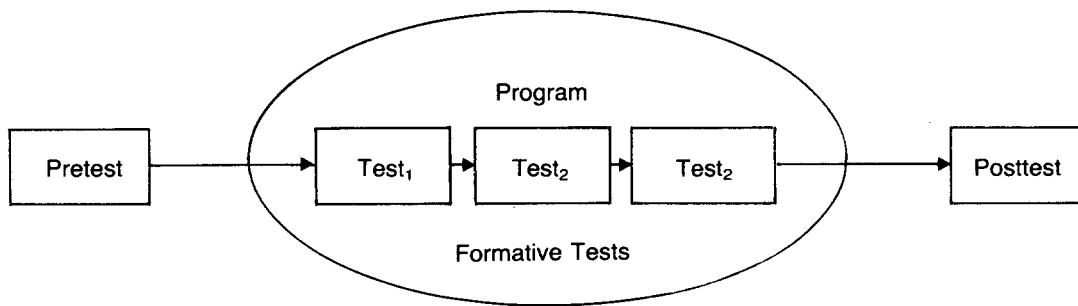 Program
Pretest
Test₁
Test₂
Test₂
Posttest
Formative Tests